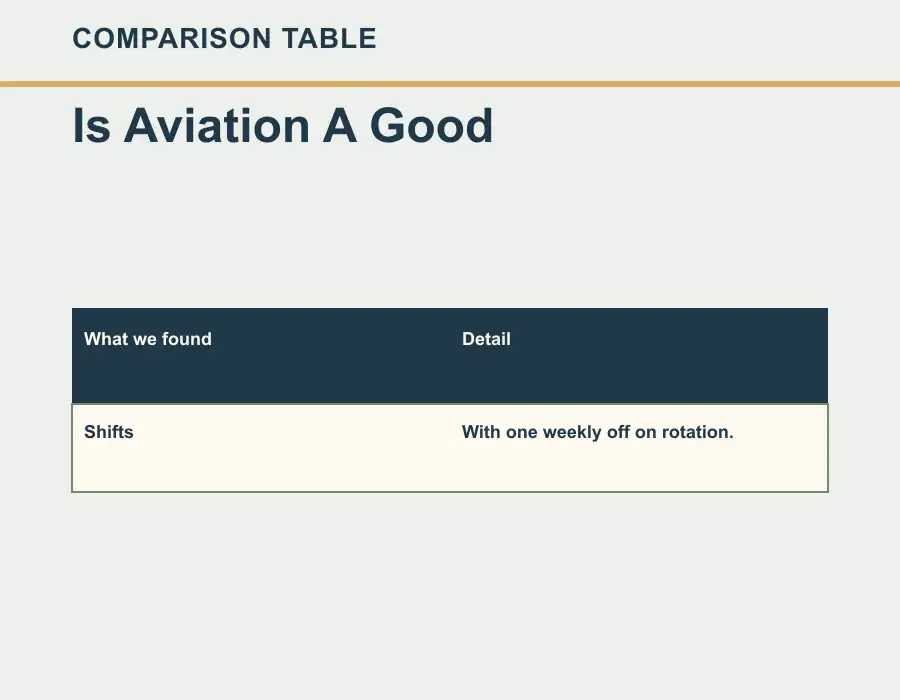 COMPARISON TABLE
Is Aviation A Good
What we found Detail
Shifts With one weekly off on rotation.